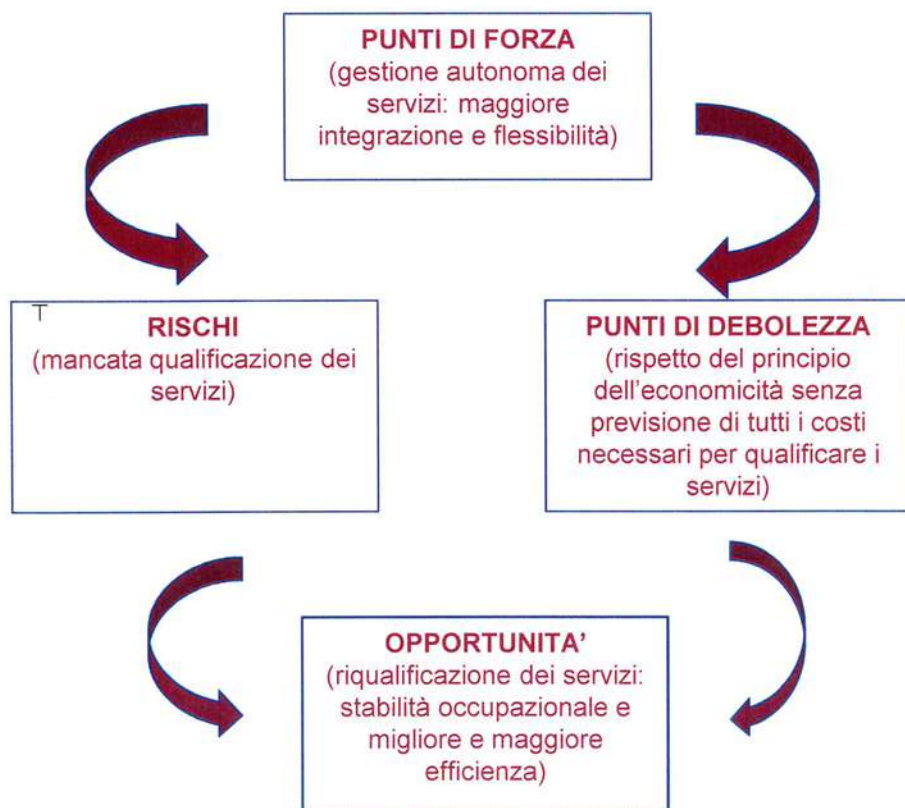 PUNTI DI FORZA
(gestione autonoma dei
servizi: maggiore
integrazione e flessibilità)
T
RISCHI
(mancata qualificazione dei
servizi)
PUNTI DI DEBOLEZZA
(rispetto del principio
dell'economicità senza
previsione di tutti i costi
necessari per qualificare i
servizi)
OPPORTUNITA'
(riqualificazione dei servizi:
stabilità occupazionale e
migliore e maggiore
efficienza)